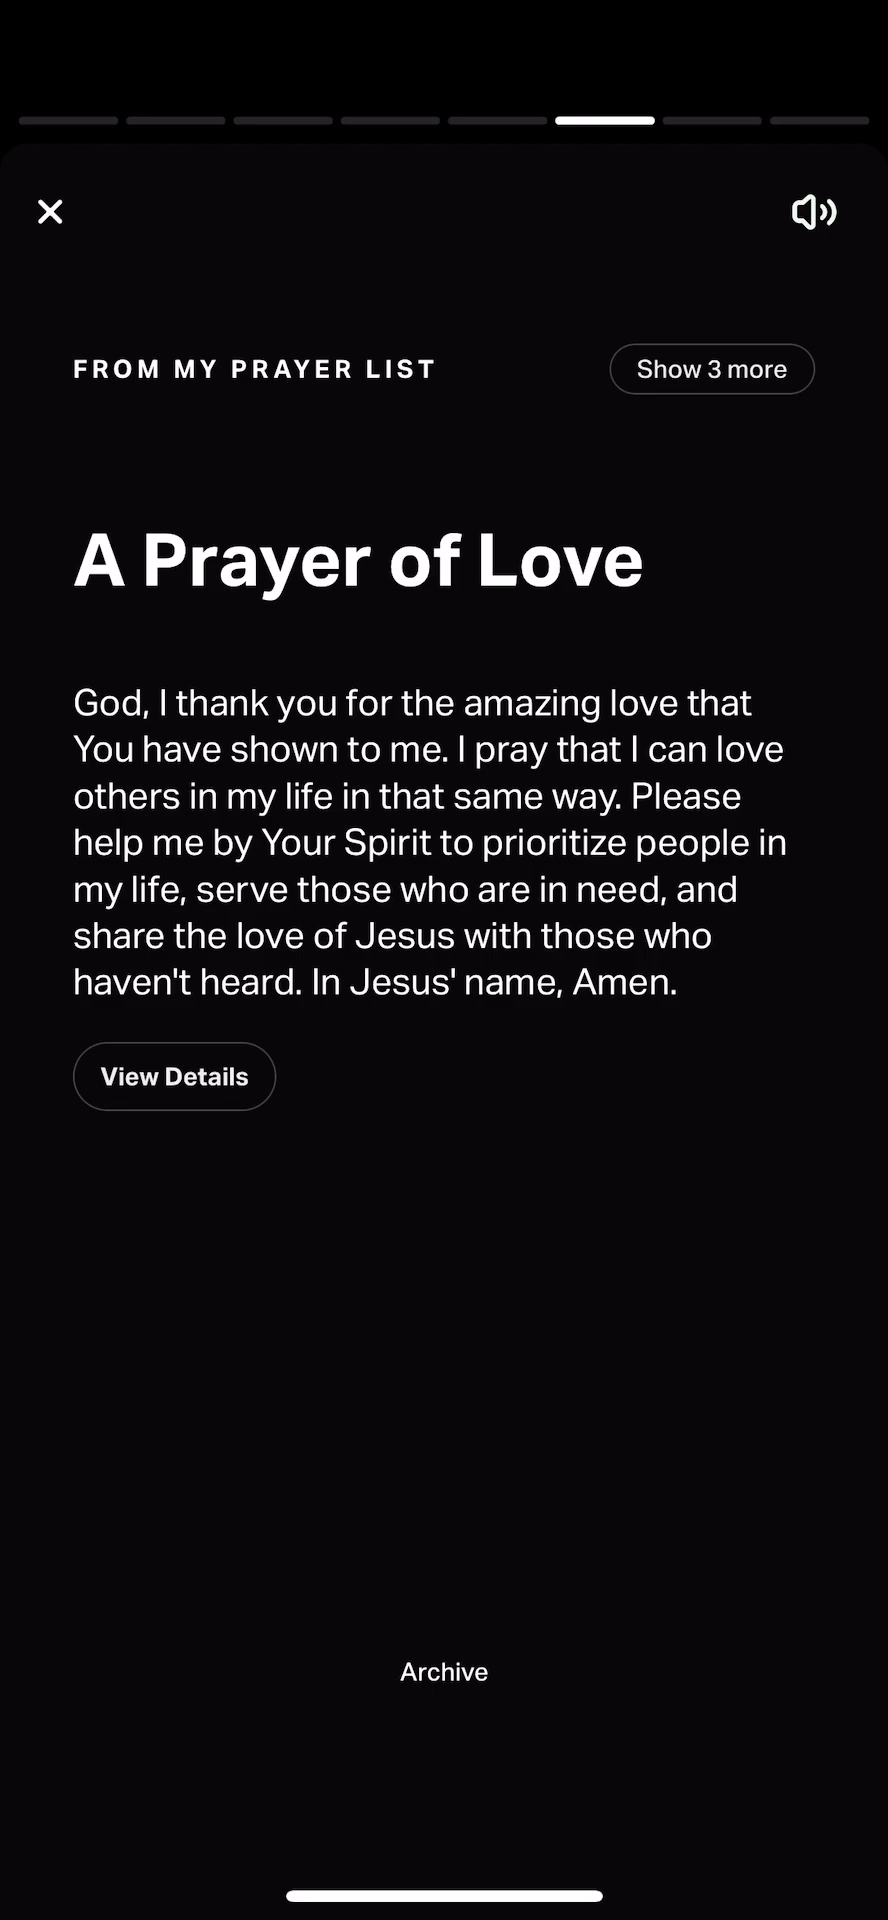 FROM MY PRAYER LIST
Show 3 more
A Prayer of Love
God, I thank you for the amazing love that
You have shown to me. I pray that I can love
others in my life in that same way. Please
help me by Your Spirit to prioritize people in
my life, serve those who are in need, and
share the love of Jesus with those who
haven't heard. In Jesus' name, Amen.
View Details
Archive